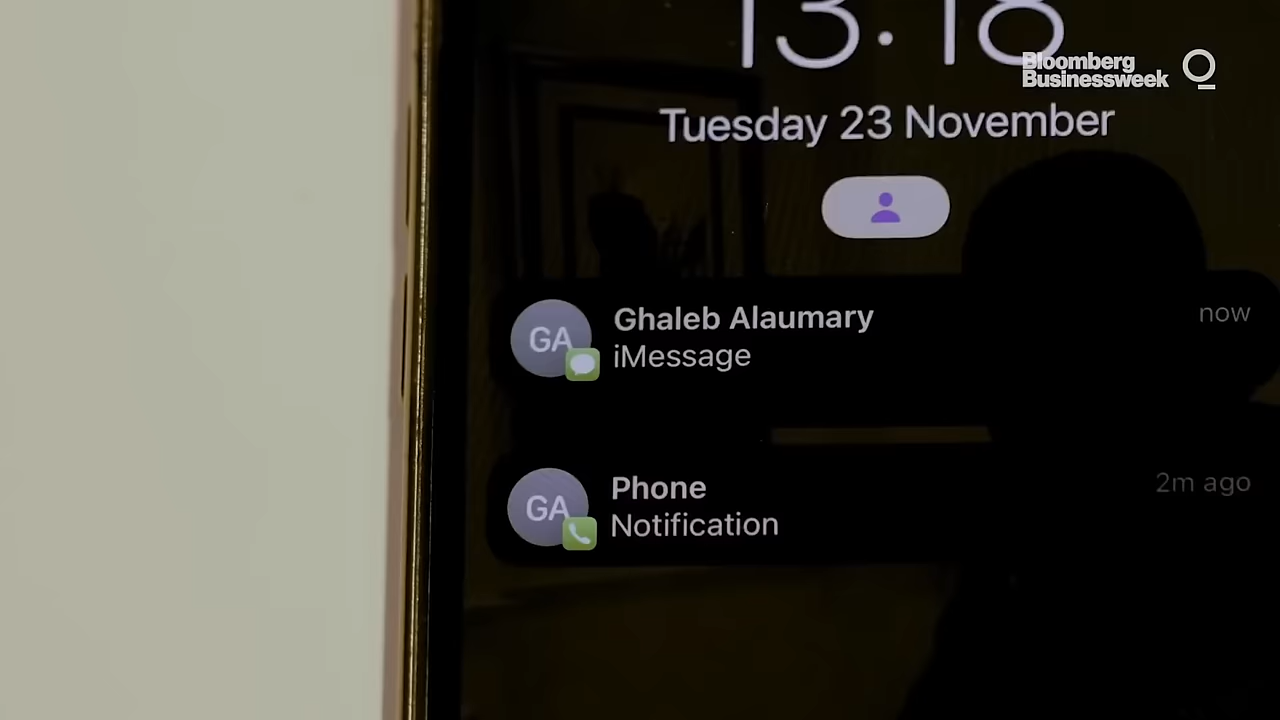 13:18
Bloomberg
Businessweek
Tuesday 23 November
GA
Ghaleb Alaumary
now
iMessage
GA
Phone
2m ago
Notification